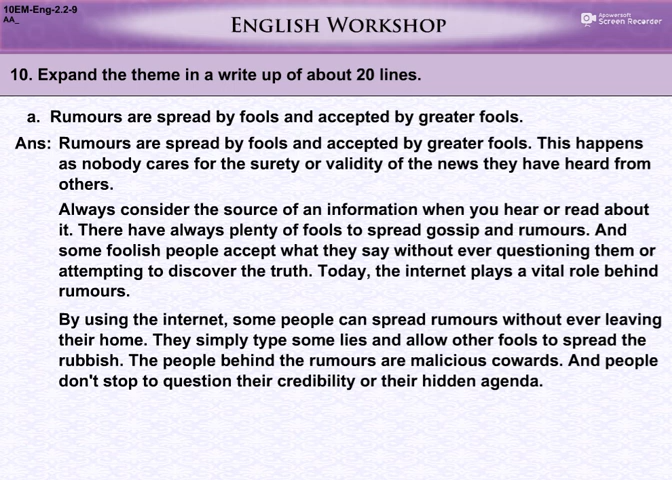 10EM-Eng-2.2-9
AA_
ENGLISH WORKSHOP
Apowersoft
Screen Recorder
10. Expand the theme in a write up of about 20 lines.
a. Rumours are spread by fools and accepted by greater fools.
Ans: Rumours are spread by fools and accepted by greater fools. This happens
as nobody cares for the surety or validity of the news they have heard from
others.
Always consider the source of an information when you hear or read about
it. There have always plenty of fools to spread gossip and rumours. And
some foolish people accept what they say without ever questioning them or
attempting to discover the truth. Today, the internet plays a vital role behind
rumours.
By using the internet, some people can spread rumours without ever leaving
their home. They simply type some lies and allow other fools to spread the
rubbish. The people behind the rumours are malicious cowards. And people
don't stop to question their credibility or their hidden agenda.